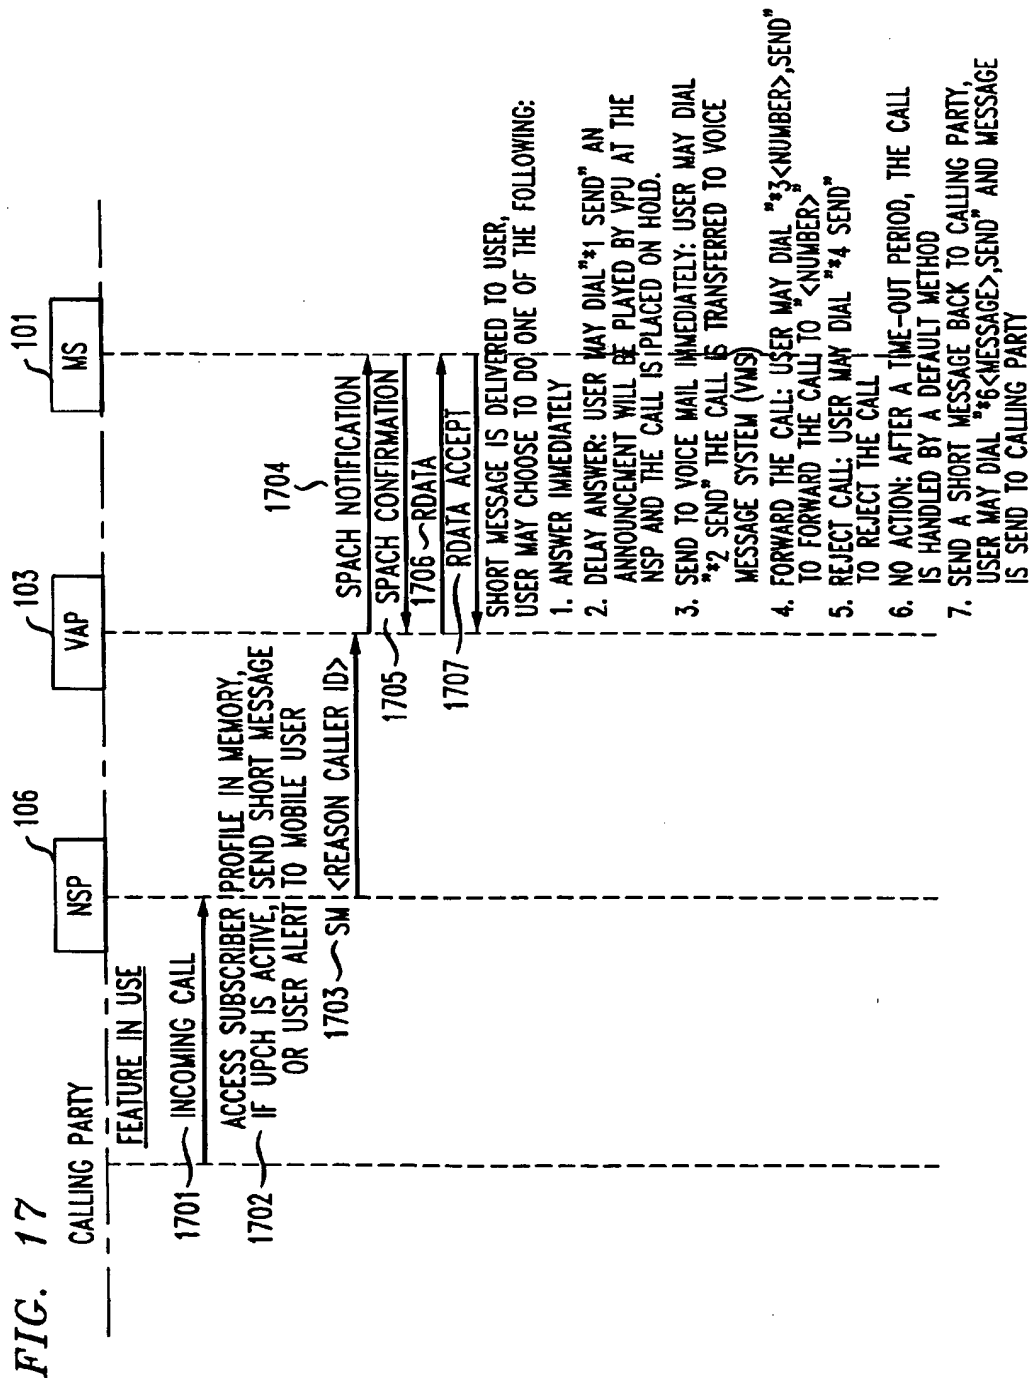 FIG. 17
CALLING PARTY
106
NSP
103
VAP
101
MS
FEATURE IN USE
1701
INCOMING CALL
ACCESS SUBSCRIBER PROFILE IN MEMORY,
1702
IF UPCH IS ACTIVE, SEND SHORT MESSAGE
OR USER ALERT TO MOBILE USER
1703
SM <REASON CALLER ID>
1704
SPACH NOTIFICATION
1705
SPACH CONFIRMATION
1706
RDATA
1707
RDATA ACCEPT
SHORT MESSAGE IS DELIVERED TO USER,
USER MAY CHOOSE TO DO ONE OF THE FOLLOWING:
1. ANSWER IMMEDIATELY
2. DELAY ANSWER: USER MAY DIAL"*1 SEND" AN
ANNOUNCEMENT WILL BE PLAYED BY VPU AT THE
NSP AND THE CALL IS PLACED ON HOLD.
3. SEND TO VOICE MAIL IMMEDIATELY: USER MAY DIAL
"*2 SEND" THE CALL IS TRANSFERRED TO VOICE
MESSAGE SYSTEM (VMS)
4. FORWARD THE CALL: USER MAY DIAL "*3<NUMBER>,SEND"
TO FORWARD THE CALL TO "<NUMBER>"
5. REJECT CALL: USER MAY DIAL "*4 SEND"
TO REJECT THE CALL
6. NO ACTION: AFTER A TIME-OUT PERIOD, THE CALL
IS HANDLED BY A DEFAULT METHOD
7. SEND A SHORT MESSAGE BACK TO CALLING PARTY,
USER MAY DIAL "*6<MESSAGE>,SEND" AND MESSAGE
IS SEND TO CALLING PARTY